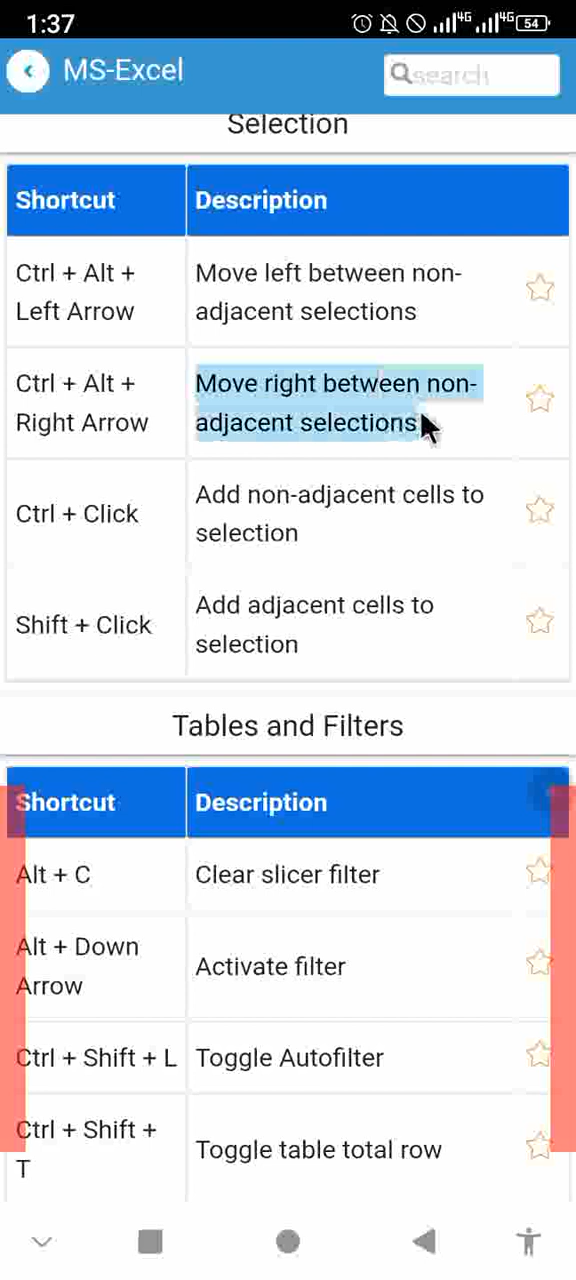 1:37
4G 4G 54
MS-Excel
search
Selection
Shortcut Description
Ctrl + Alt +
Left Arrow
Move left between non-
adjacent selections
Ctrl + Alt +
Right Arrow
Move right between non-
adjacent selections
Ctrl + Click
Add non-adjacent cells to
selection
Shift + Click
Add adjacent cells to
selection
Tables and Filters
Shortcut Description
Alt + C Clear slicer filter
Alt + Down
Arrow
Activate filter
Ctrl + Shift + L Toggle Autofilter
Ctrl + Shift +
T
Toggle table total row